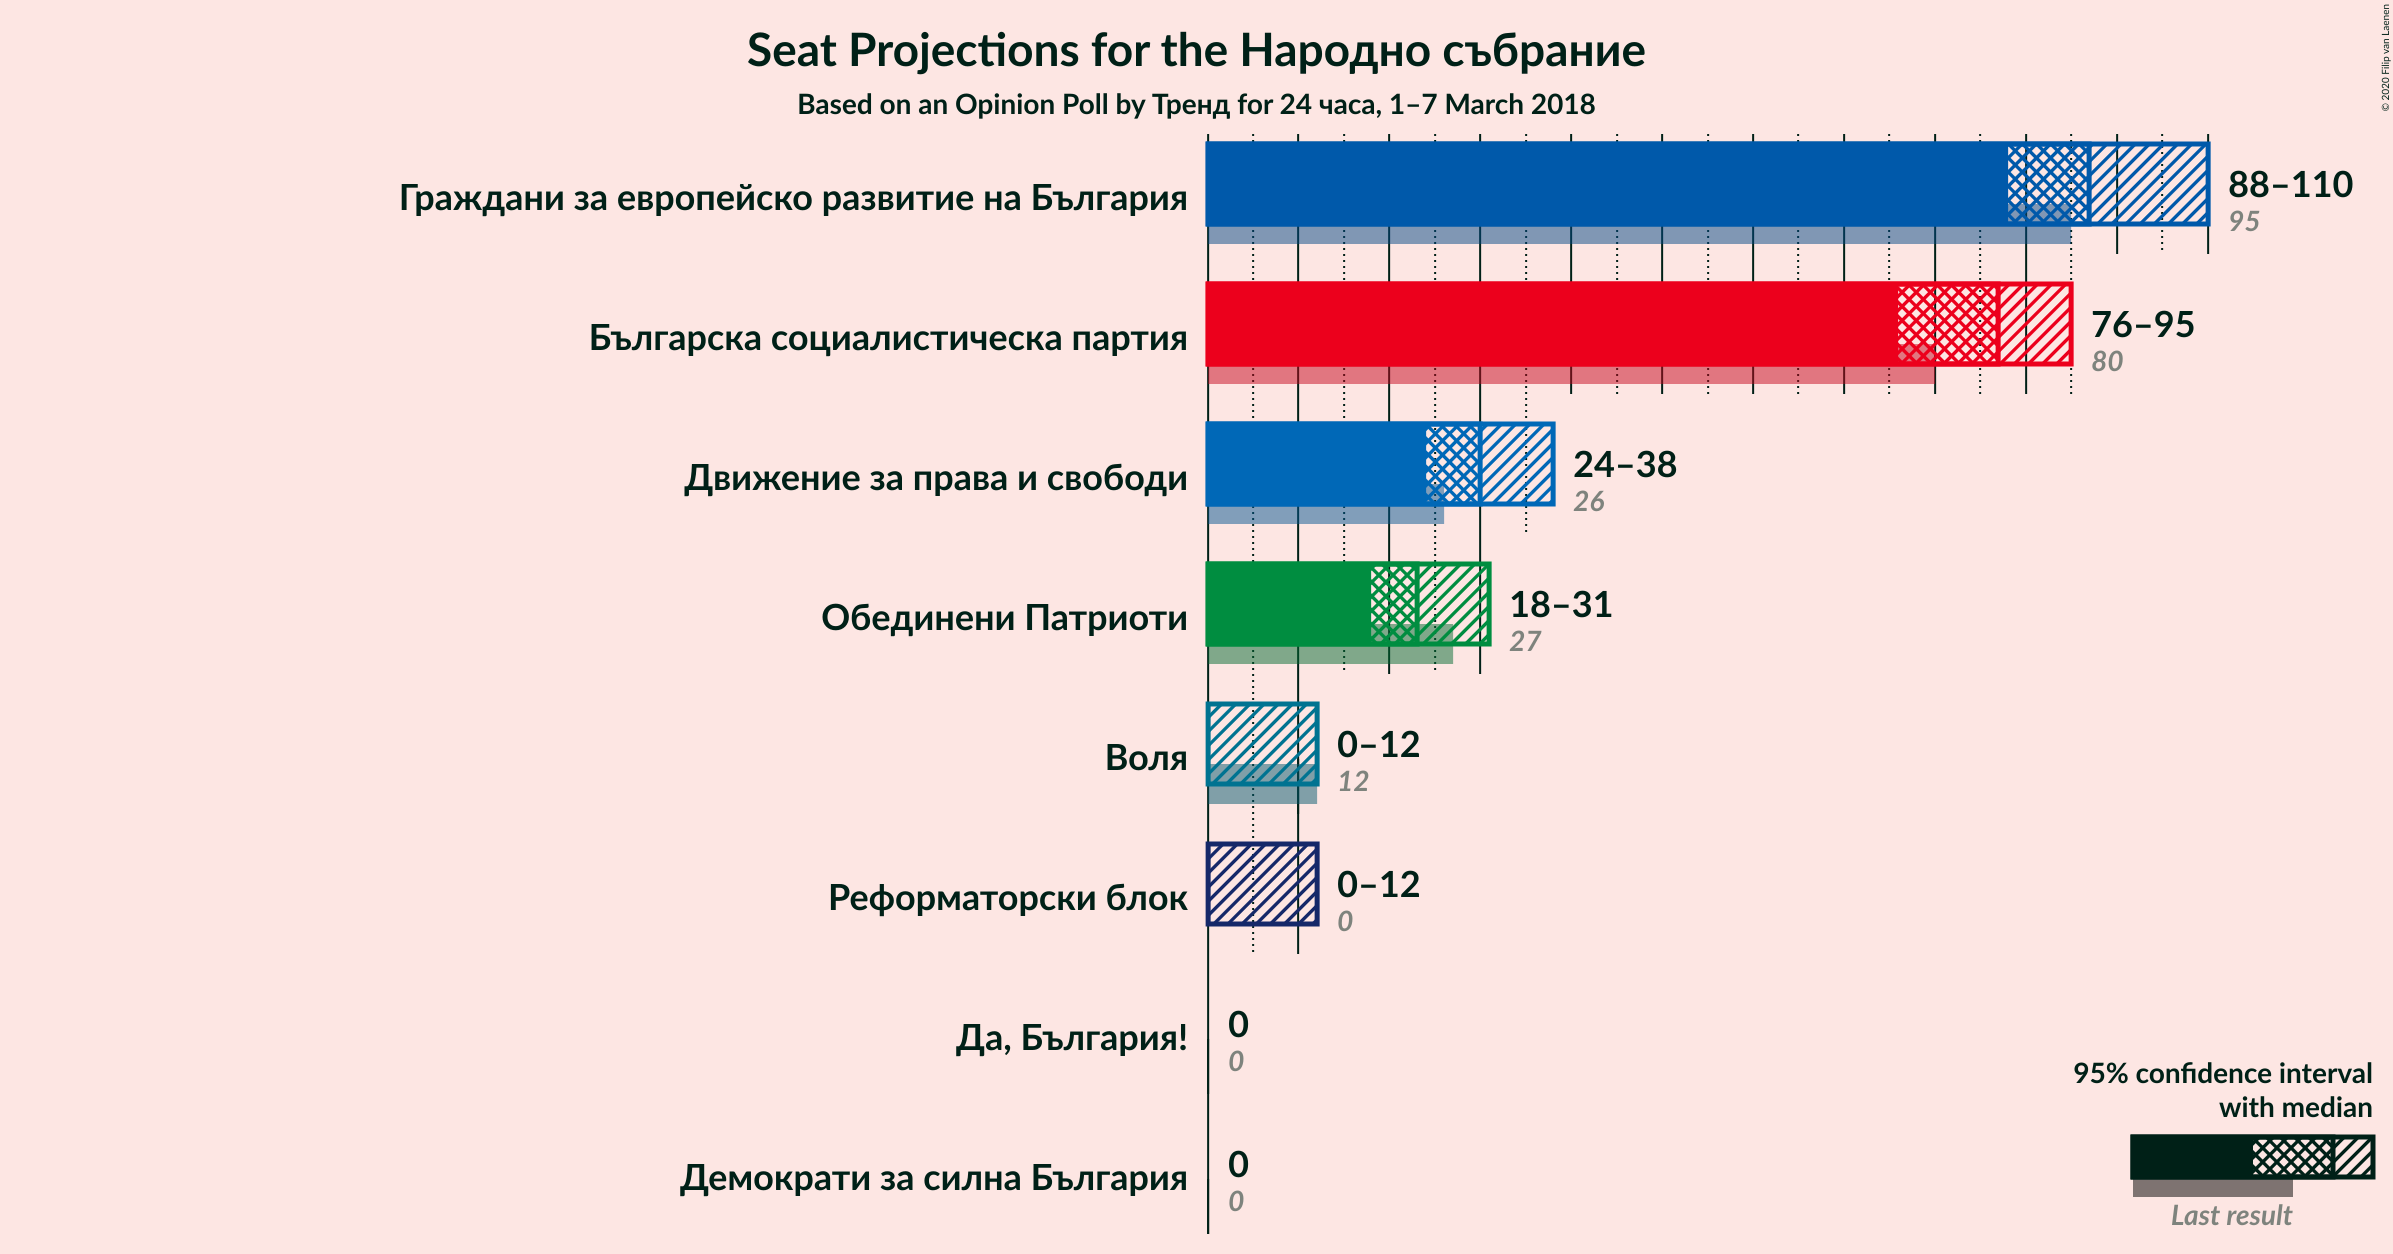 Seat Projections for the Народно събрание
Based on an Opinion Poll by Тренд for 24 часа, 1–7 March 2018
© 2020 Filip van Laenen
Граждани за европейско развитие на България
88–110
95
Българска социалистическа партия
76–95
80
Движение за права и свободи
24–38
26
Обединени Патриоти
18–31
27
Воля
0–12
12
Реформаторски блок
0–12
0
Да, България!
0
0
Демократи за силна България
0
0
95% confidence interval
with median
Last result